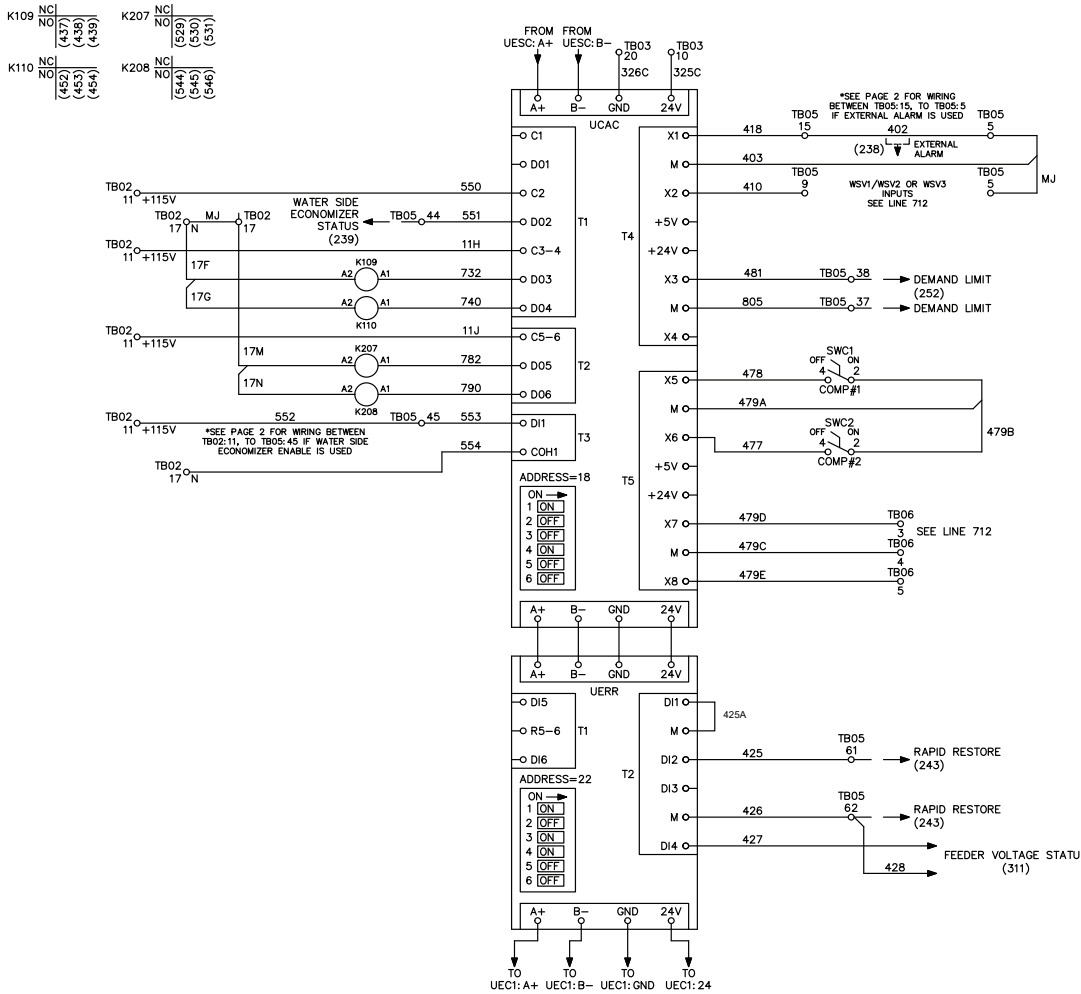 K109 NC NO (437) (438) (439)
K207 NC NO (529) (530) (531)
K110 NC NO (452) (453) (454)
K208 NC NO (544) (545) (546)
FROM UESC:A+
FROM UESC:B-
TB03 20
TB03 10
326C
325C
A+ B- GND 24V
UCAC
C1
D01
TB02 11 +115V 550 C2
WATER SIDE
ECONOMIZER
STATUS
(239)
TB05 44 551 D02
T1
TB02 17 N MJ TB02 17
TB02 11 +115V 11H C3-4
17F K109 A2 A1 732 D03
17G A2 A1 K110 740 D04
TB02 11 +115V 11J C5-6
17M K207 A2 A1 782 D05
T2
17N A2 A1 K208 790 D06
TB02 11 +115V 552 TB05 45 553 DI1
*SEE PAGE 2 FOR WIRING BETWEEN
TB02:11, TO TB05:45 IF WATER SIDE
ECONOMIZER ENABLE IS USED
T3
TB02 17 N 554 COH1
ADDRESS=18
ON
1 ON
2 OFF
3 OFF
4 ON
5 OFF
6 OFF
*SEE PAGE 2 FOR WIRING
BETWEEN TB05:15, TO TB05:5
IF EXTERNAL ALARM IS USED
X1 418 TB05 15 402 TB05 5
(238) EXTERNAL
ALARM
M 403
X2 410 TB05 9 TB05 5 MJ
WSV1/WSV2 OR WSV3
INPUTS
SEE LINE 712
+5V
T4
+24V
X3 481 TB05 38 DEMAND LIMIT
(252)
M 805 TB05 37 DEMAND LIMIT
X4
SWC1
OFF ON
X5 478 4 2
COMP#1
M 479A
479B
SWC2
OFF ON
X6 477 4 2
COMP#2
+5V
T5
+24V
X7 479D TB06 3 SEE LINE 712
M 479C TB06 4
X8 479E TB06 5
A+ B- GND 24V
A+ B- GND 24V
UERR
DI5
R5-6 T1
DI6
ADDRESS=22
ON
1 ON
2 OFF
3 ON
4 ON
5 OFF
6 OFF
DI1
425A
M
DI2 425 TB05 61 RAPID RESTORE
(243)
T2
DI3
M 426 TB05 62 RAPID RESTORE
(243)
DI4 427
FEEDER VOLTAGE STATU
(311)
428
A+ B- GND 24V
TO UEC1:A+
TO UEC1:B-
TO UEC1:GND
TO UEC1:24